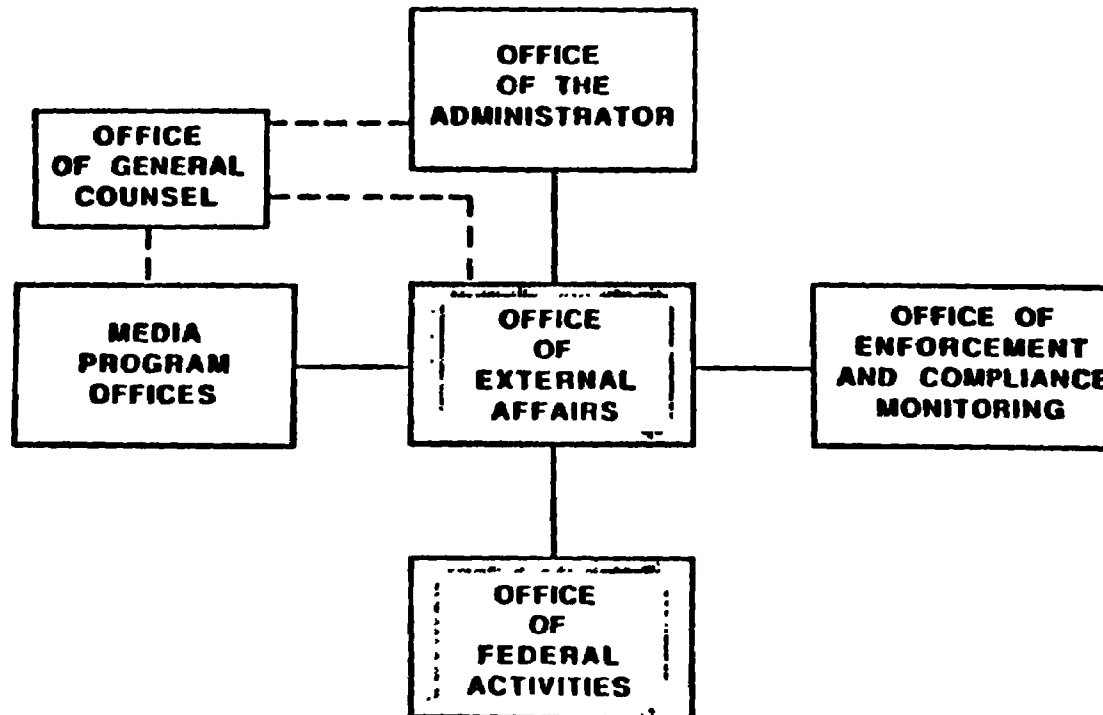 OFFICE
OF THE
ADMINISTRATOR
OFFICE
OF GENERAL
COUNSEL
MEDIA
PROGRAM
OFFICES
OFFICE
OF
EXTERNAL
AFFAIRS
OFFICE OF
ENFORCEMENT
AND COMPLIANCE
MONITORING
OFFICE
OF
FEDERAL
ACTIVITIES